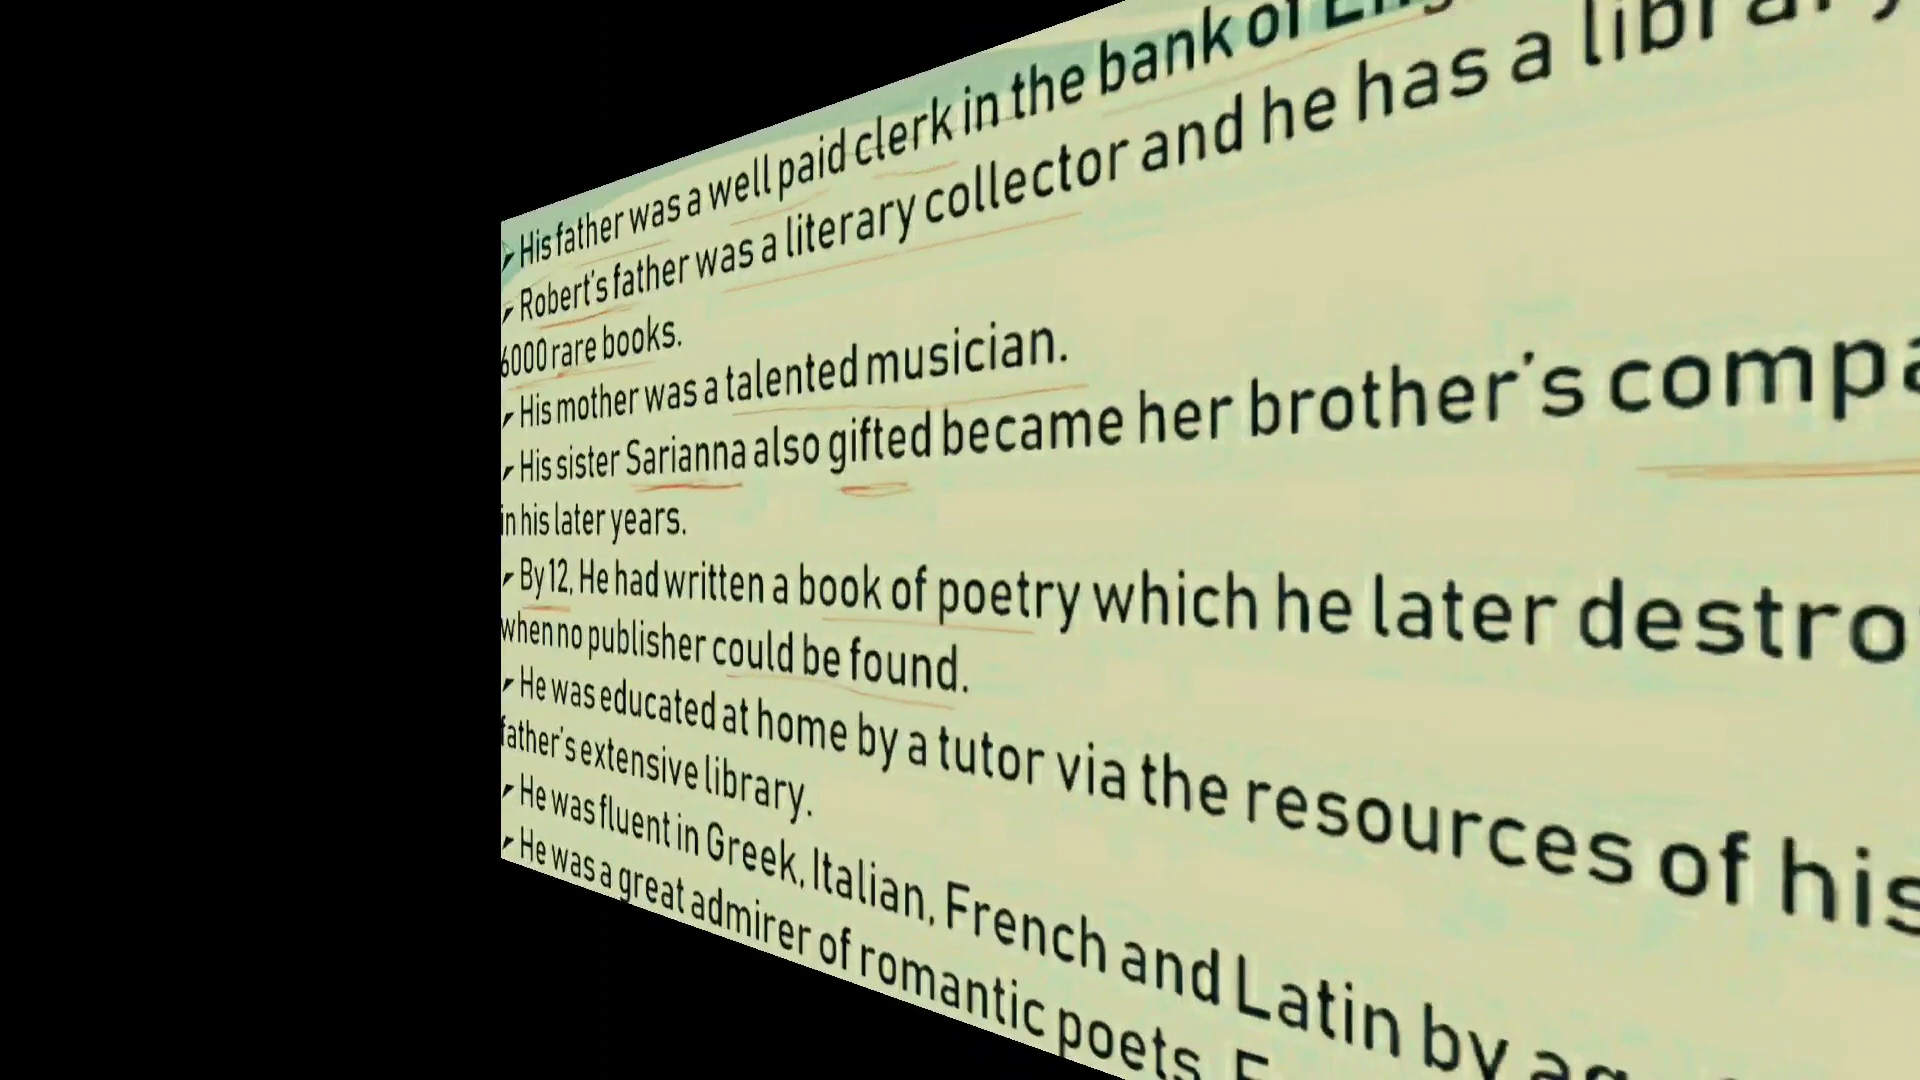 His father was a well paid clerk in the bank of
Robert's father was a literary collector and he has a library
6000 rare books.
His mother was a talented musician.
His sister Sarianna also gifted became her brother's
in his later years.
By 12, He had written a book of poetry which he later
when no publisher could be found.
He was educated at home by a tutor via the resources of his
father's extensive library.
He was fluent in Greek, Italian, French and Latin by
He was a great admirer of romantic poets